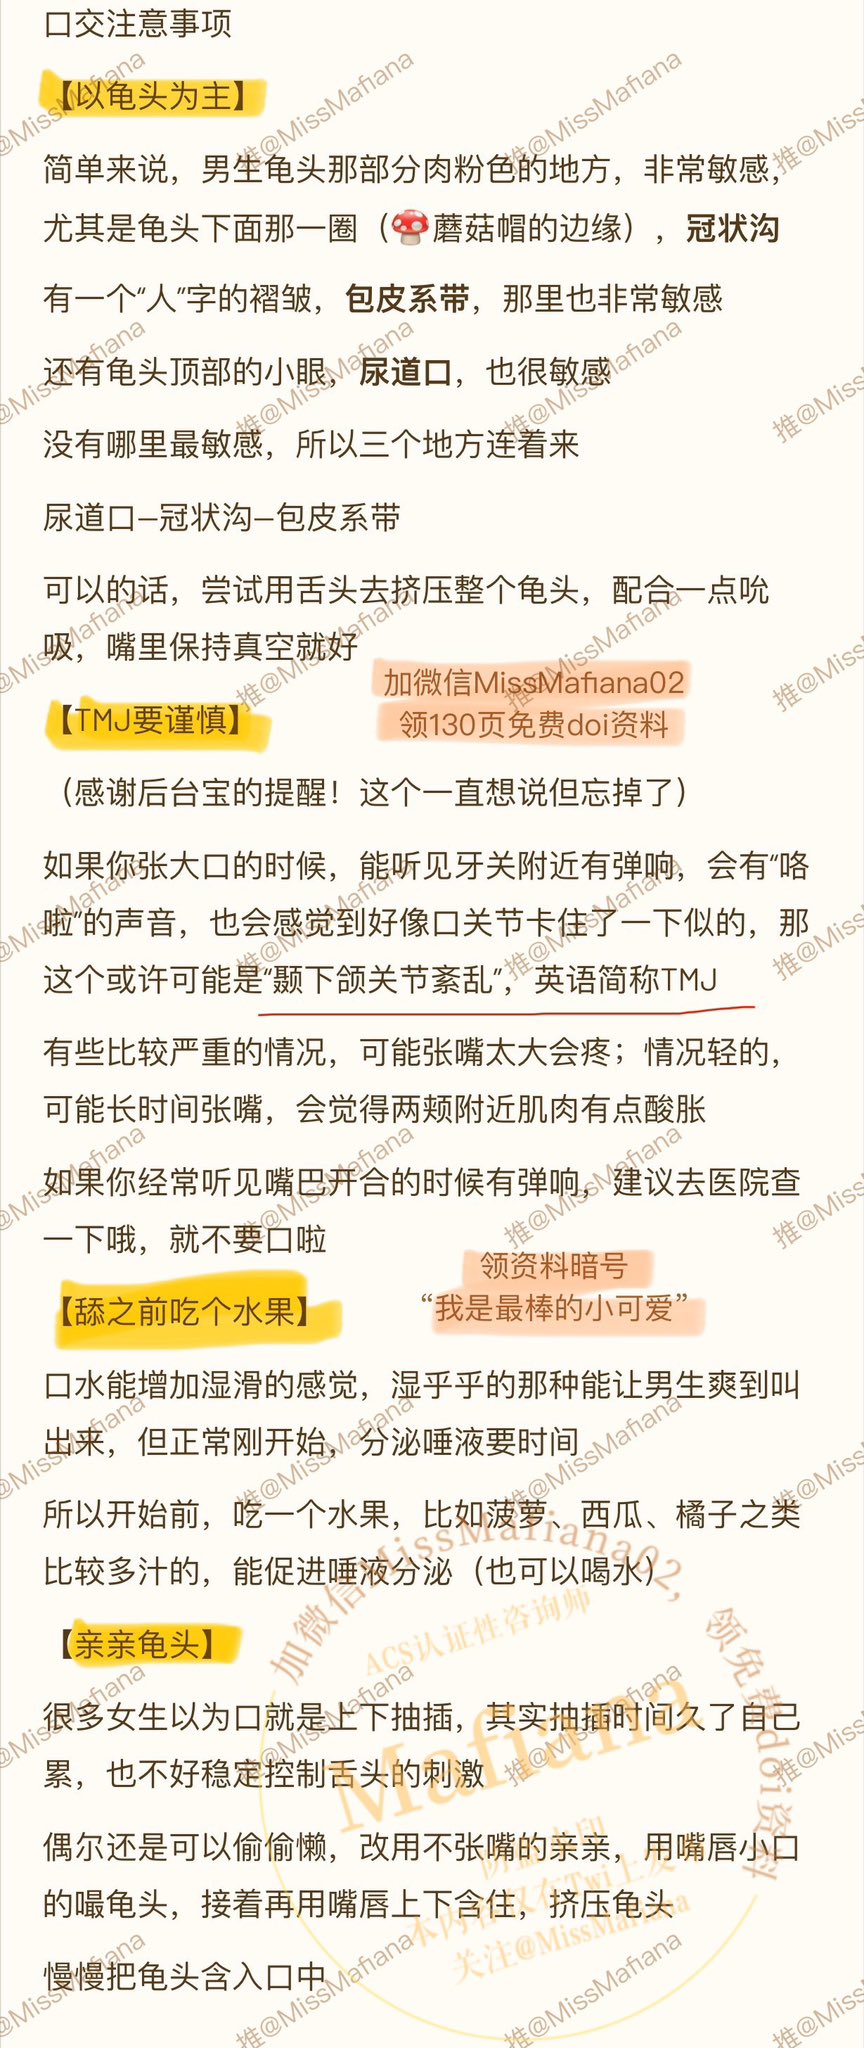 口交注意事项
【以龟头为主】
简单来说，男生龟头那部分肉粉色的地方，非常敏感，
尤其是龟头下面那一圈（🍄蘑菇帽的边缘），冠状沟
有一个“人”字的褶皱，包皮系带，那里也非常敏感
还有龟头顶部的小眼，尿道口，也很敏感
没有哪里最敏感，所以三个地方连着来
尿道口–冠状沟–包皮系带
可以的话，尝试用舌头去挤压整个龟头，配合一点吮
吸，嘴里保持真空就好
加微信MissMafiana02
领130页免费doi资料
【TMJ要谨慎】
（感谢后台宝的提醒！这个一直想说但忘掉了）
如果你张大口的时候，能听见牙关附近有弹响，会有“咯
啦”的声音，也会感觉到好像口关节卡住了一下似的，那
这个或许可能是“颞下颌关节紊乱”，英语简称TMJ
有些比较严重的情况，可能张嘴太大会疼；情况轻的，
可能长时间张嘴，会觉得两颊附近肌肉有点酸胀
如果你经常听见嘴巴开合的时候有弹响，建议去医院查
一下哦，就不要口啦
领资料暗号
“我是最棒的小可爱”
【舔之前吃个水果】
口水能增加湿滑的感觉，湿乎乎的那种能让男生爽到叫
出来，但正常刚开始，分泌唾液要时间
所以开始前，吃一个水果，比如菠萝、西瓜、橘子之类
比较多汁的，能促进唾液分泌（也可以喝水）
【亲亲龟头】
很多女生以为口就是上下抽插，其实抽插时间久了自己
累，也不好稳定控制舌头的刺激
偶尔还是可以偷偷懒，改用不张嘴的亲亲，用嘴唇小口
的嘬龟头，接着再用嘴唇上下含住，挤压龟头
慢慢把龟头含入口中
加微信MissMafiana02，领免费doi资料
ACS认证性咨询师
Mafiana
防盗水印
本内容仅在Twi上发
关注@MissMafiana
推@MissMafiana